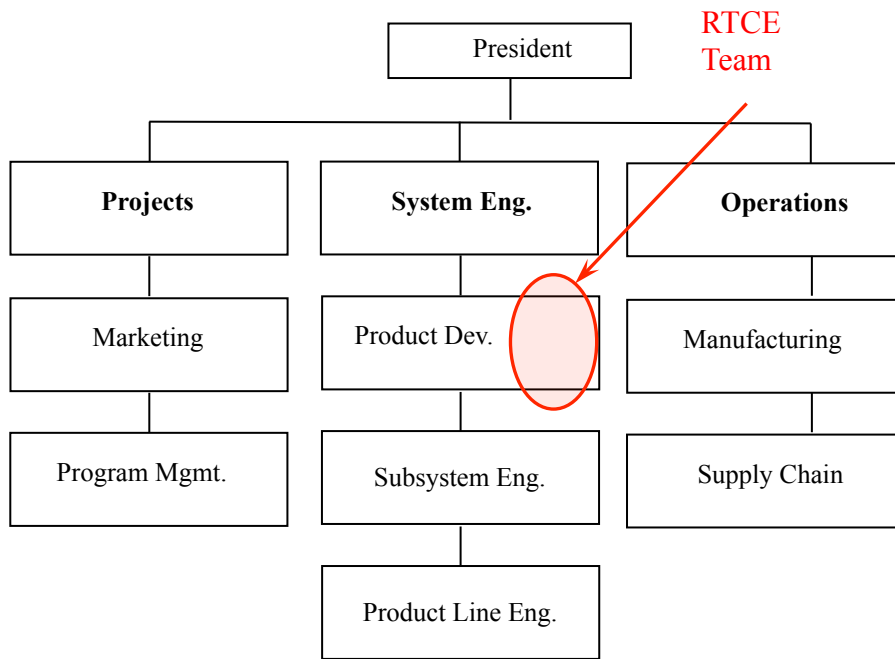 RTCE
Team
President
Projects
System Eng.
Operations
Marketing
Product Dev.
Manufacturing
Program Mgmt.
Subsystem Eng.
Supply Chain
Product Line Eng.